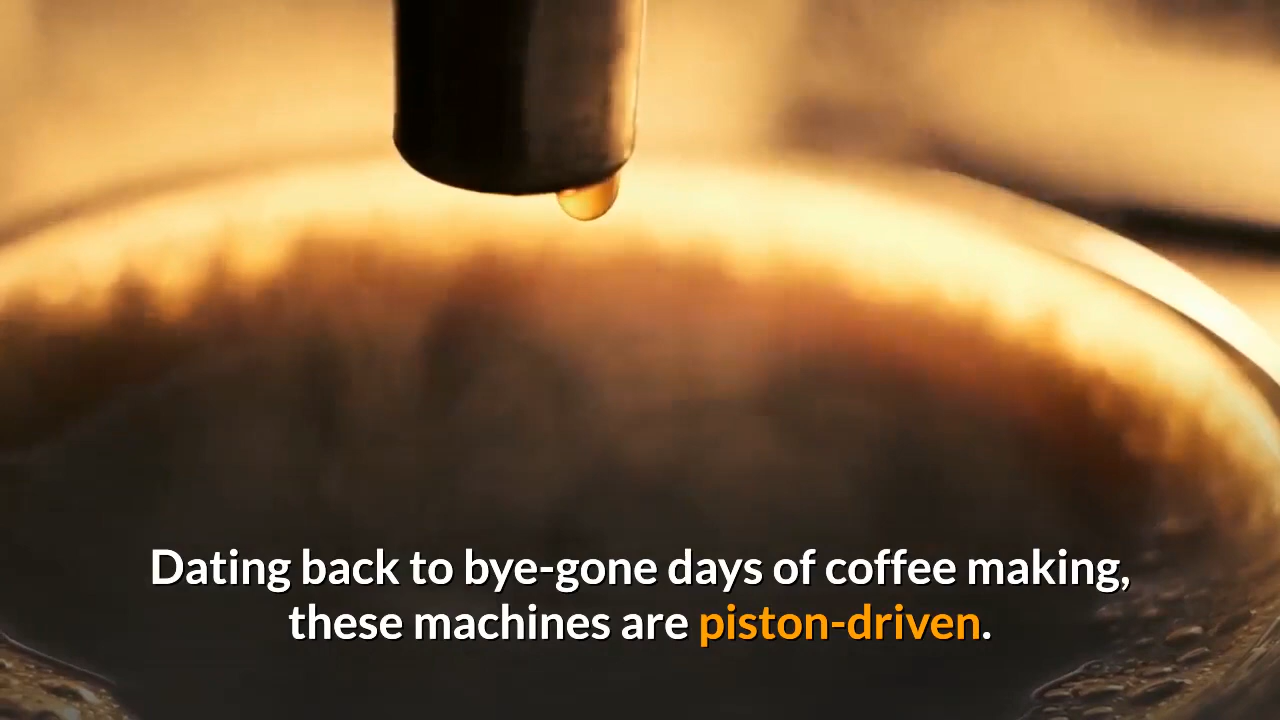 Dating back to bye-gone days of coffee making,
these machines are piston-driven.